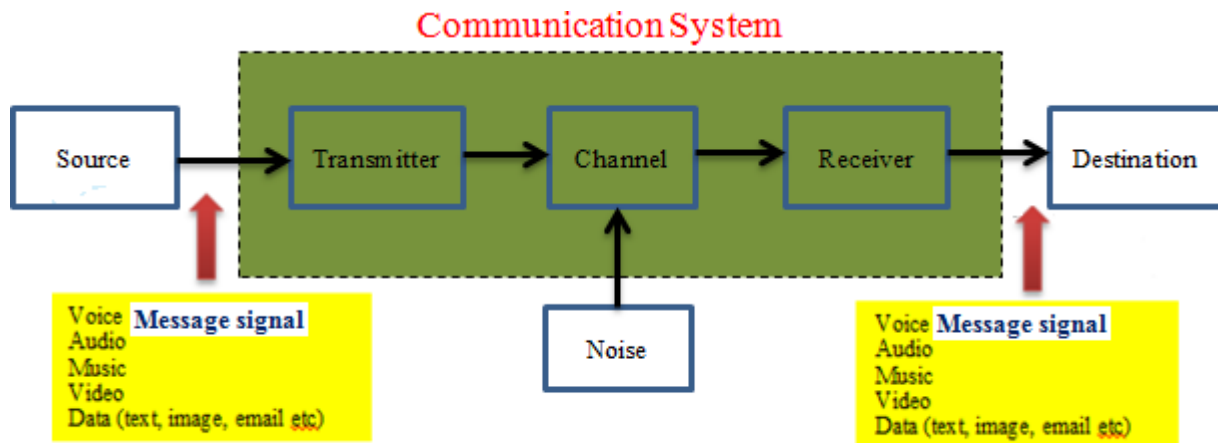 Communication System
Source
Transmitter
Channel
Receiver
Destination
Noise
Voice Message signal
Audio
Music
Video
Data (text, image, email etc)
Voice Message signal
Audio
Music
Video
Data (text, image, email etc)